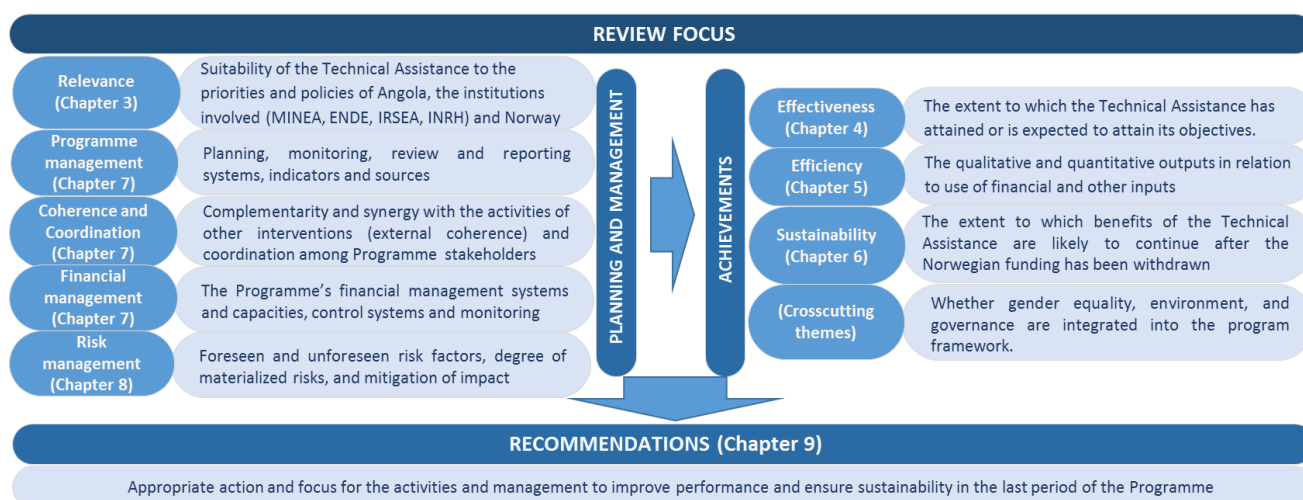 REVIEW FOCUS
Relevance
(Chapter 3)
Suitability of the Technical Assistance to the
priorities and policies of Angola, the institutions
involved (MINEA, ENDE, IRSEA, INRH) and Norway
Programme
management
(Chapter 7)
Planning, monitoring, review and reporting
systems, indicators and sources
Coherence and
Coordination
(Chapter 7)
Complementarity and synergy with the activities of
other interventions (external coherence) and
coordination among Programme stakeholders
Financial
management
(Chapter 7)
The Programme’s financial management systems
and capacities, control systems and monitoring
Risk
management
(Chapter 8)
Foreseen and unforeseen risk factors, degree of
materialized risks, and mitigation of impact
PLANNING AND MANAGEMENT
ACHIEVEMENTS
Effectiveness
(Chapter 4)
The extent to which the Technical Assistance has
attained or is expected to attain its objectives.
Efficiency
(Chapter 5)
The qualitative and quantitative outputs in relation
to use of financial and other inputs
Sustainability
(Chapter 6)
The extent to which benefits of the Technical
Assistance are likely to continue after the
Norwegian funding has been withdrawn
(Crosscutting
themes)
Whether gender equality, environment, and
governance are integrated into the program
framework.
RECOMMENDATIONS (Chapter 9)
Appropriate action and focus for the activities and management to improve performance and ensure sustainability in the last period of the Programme